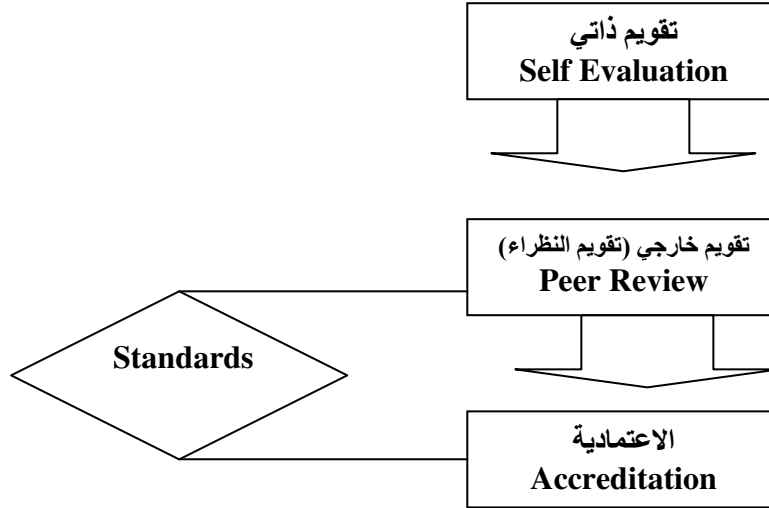 تقويم ذاتي
Self Evaluation
تقويم خارجي (تقويم النظراء)
Peer Review
Standards
الاعتمادية
Accreditation